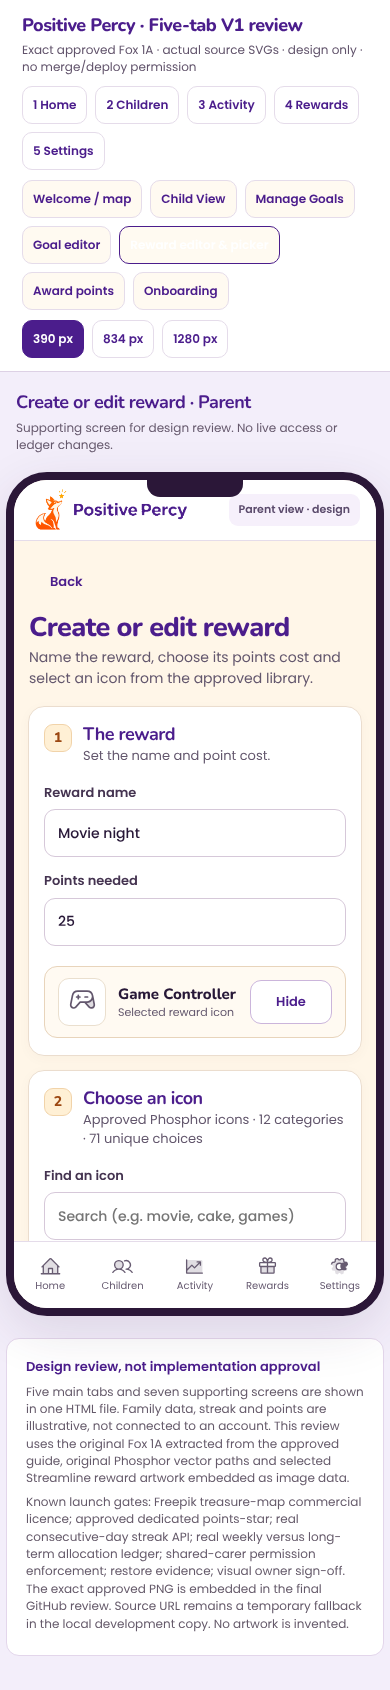 Positive Percy · Five-tab V1 review
Exact approved Fox 1A · actual source SVGs · design only ·
no merge/deploy permission
1 Home
2 Children
3 Activity
4 Rewards
5 Settings
Welcome / map
Child View
Manage Goals
Goal editor
Reward editor & picker
Award points
Onboarding
390 px
834 px
1280 px
Create or edit reward · Parent
Supporting screen for design review. No live access or
ledger changes.
Positive Percy
Parent view · design
Back
Create or edit reward
Name the reward, choose its points cost and
select an icon from the approved library.
1
The reward
Set the name and point cost.
Reward name
Movie night
Points needed
25
Game Controller
Selected reward icon
Hide
2
Choose an icon
Approved Phosphor icons · 12 categories
· 71 unique choices
Find an icon
Search (e.g. movie, cake, games)
Home
Children
Activity
Rewards
Settings
Design review, not implementation approval
Five main tabs and seven supporting screens are shown
in one HTML file. Family data, streak and points are
illustrative, not connected to an account. This review
uses the original Fox 1A extracted from the approved
guide, original Phosphor vector paths and selected
Streamline reward artwork embedded as image data.
Known launch gates: Freepik treasure-map commercial
licence; approved dedicated points-star; real
consecutive-day streak API; real weekly versus long-
term allocation ledger; shared-carer permission
enforcement; restore evidence; visual owner sign-off.
The exact approved PNG is embedded in the final
GitHub review. Source URL remains a temporary fallback
in the local development copy. No artwork is invented.